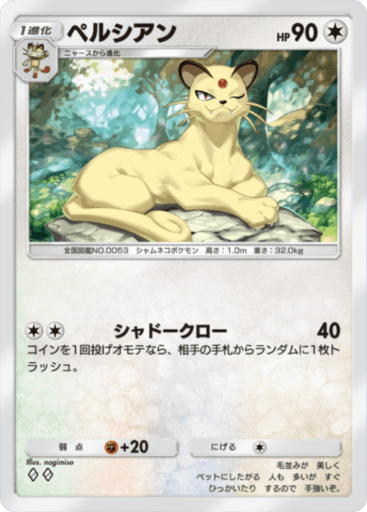 1進化 ペルシアン HP 90
ニャースから進化
全国図鑑NO.0053 シャムネコポケモン 高さ：1.0m 重さ：32.0kg
シャドークロー 40
コインを1回投げオモテなら、相手の手札からランダムに1枚ト
ラッシュ。
弱点 +20 にげる
Illus. nagimiso
毛並みが 美しく
ペットにしたがる 人も 多いが すぐ
ひっかいたり するので 手強いぞ。